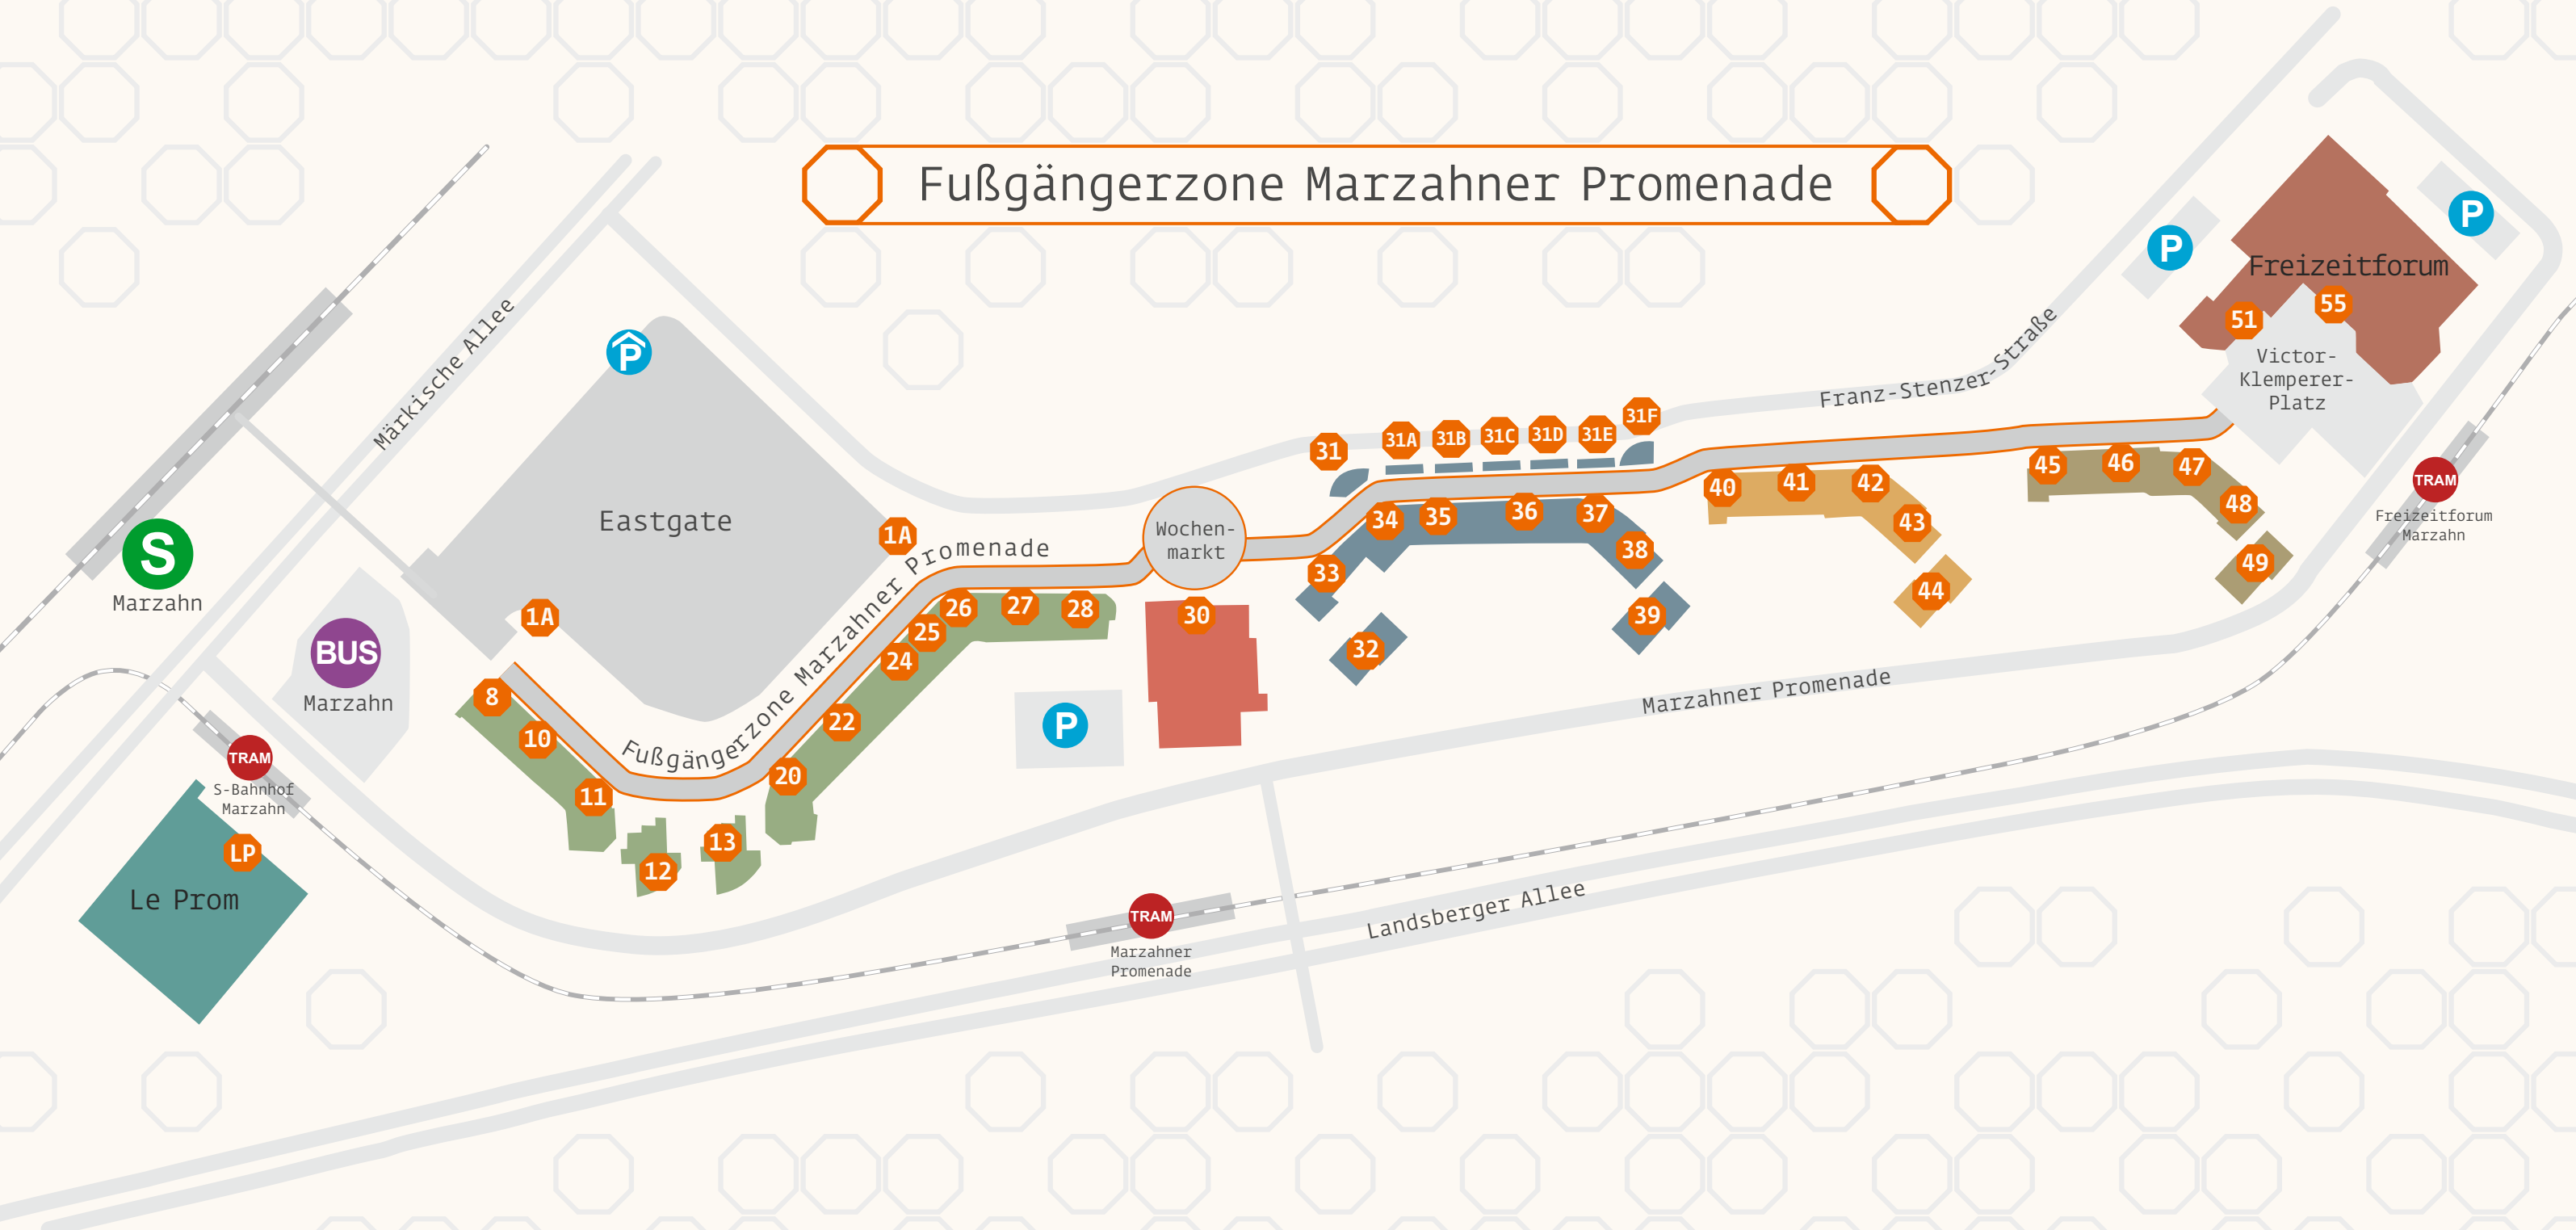 Fußgängerzone Marzahner Promenade
P
P
Freizeitforum
51
55
Victor-
Klemperer-
Platz
Märkische Allee
P
Franz-Stenzer-Straße
31
31A
31B
31C
31D
31E
31F
Eastgate
1A
1A
Fußgängerzone Marzahner Promenade
Wochen-
markt
S
Marzahn
BUS
Marzahn
8
10
11
12
13
20
22
24
25
26
27
28
30
P
32
33
34
35
36
37
38
39
40
41
42
43
44
45
46
47
48
49
TRAM
Freizeitforum
Marzahn
Marzahner Promenade
TRAM
S-Bahnhof
Marzahn
LP
Le Prom
TRAM
Marzahner
Promenade
Landsberger Allee